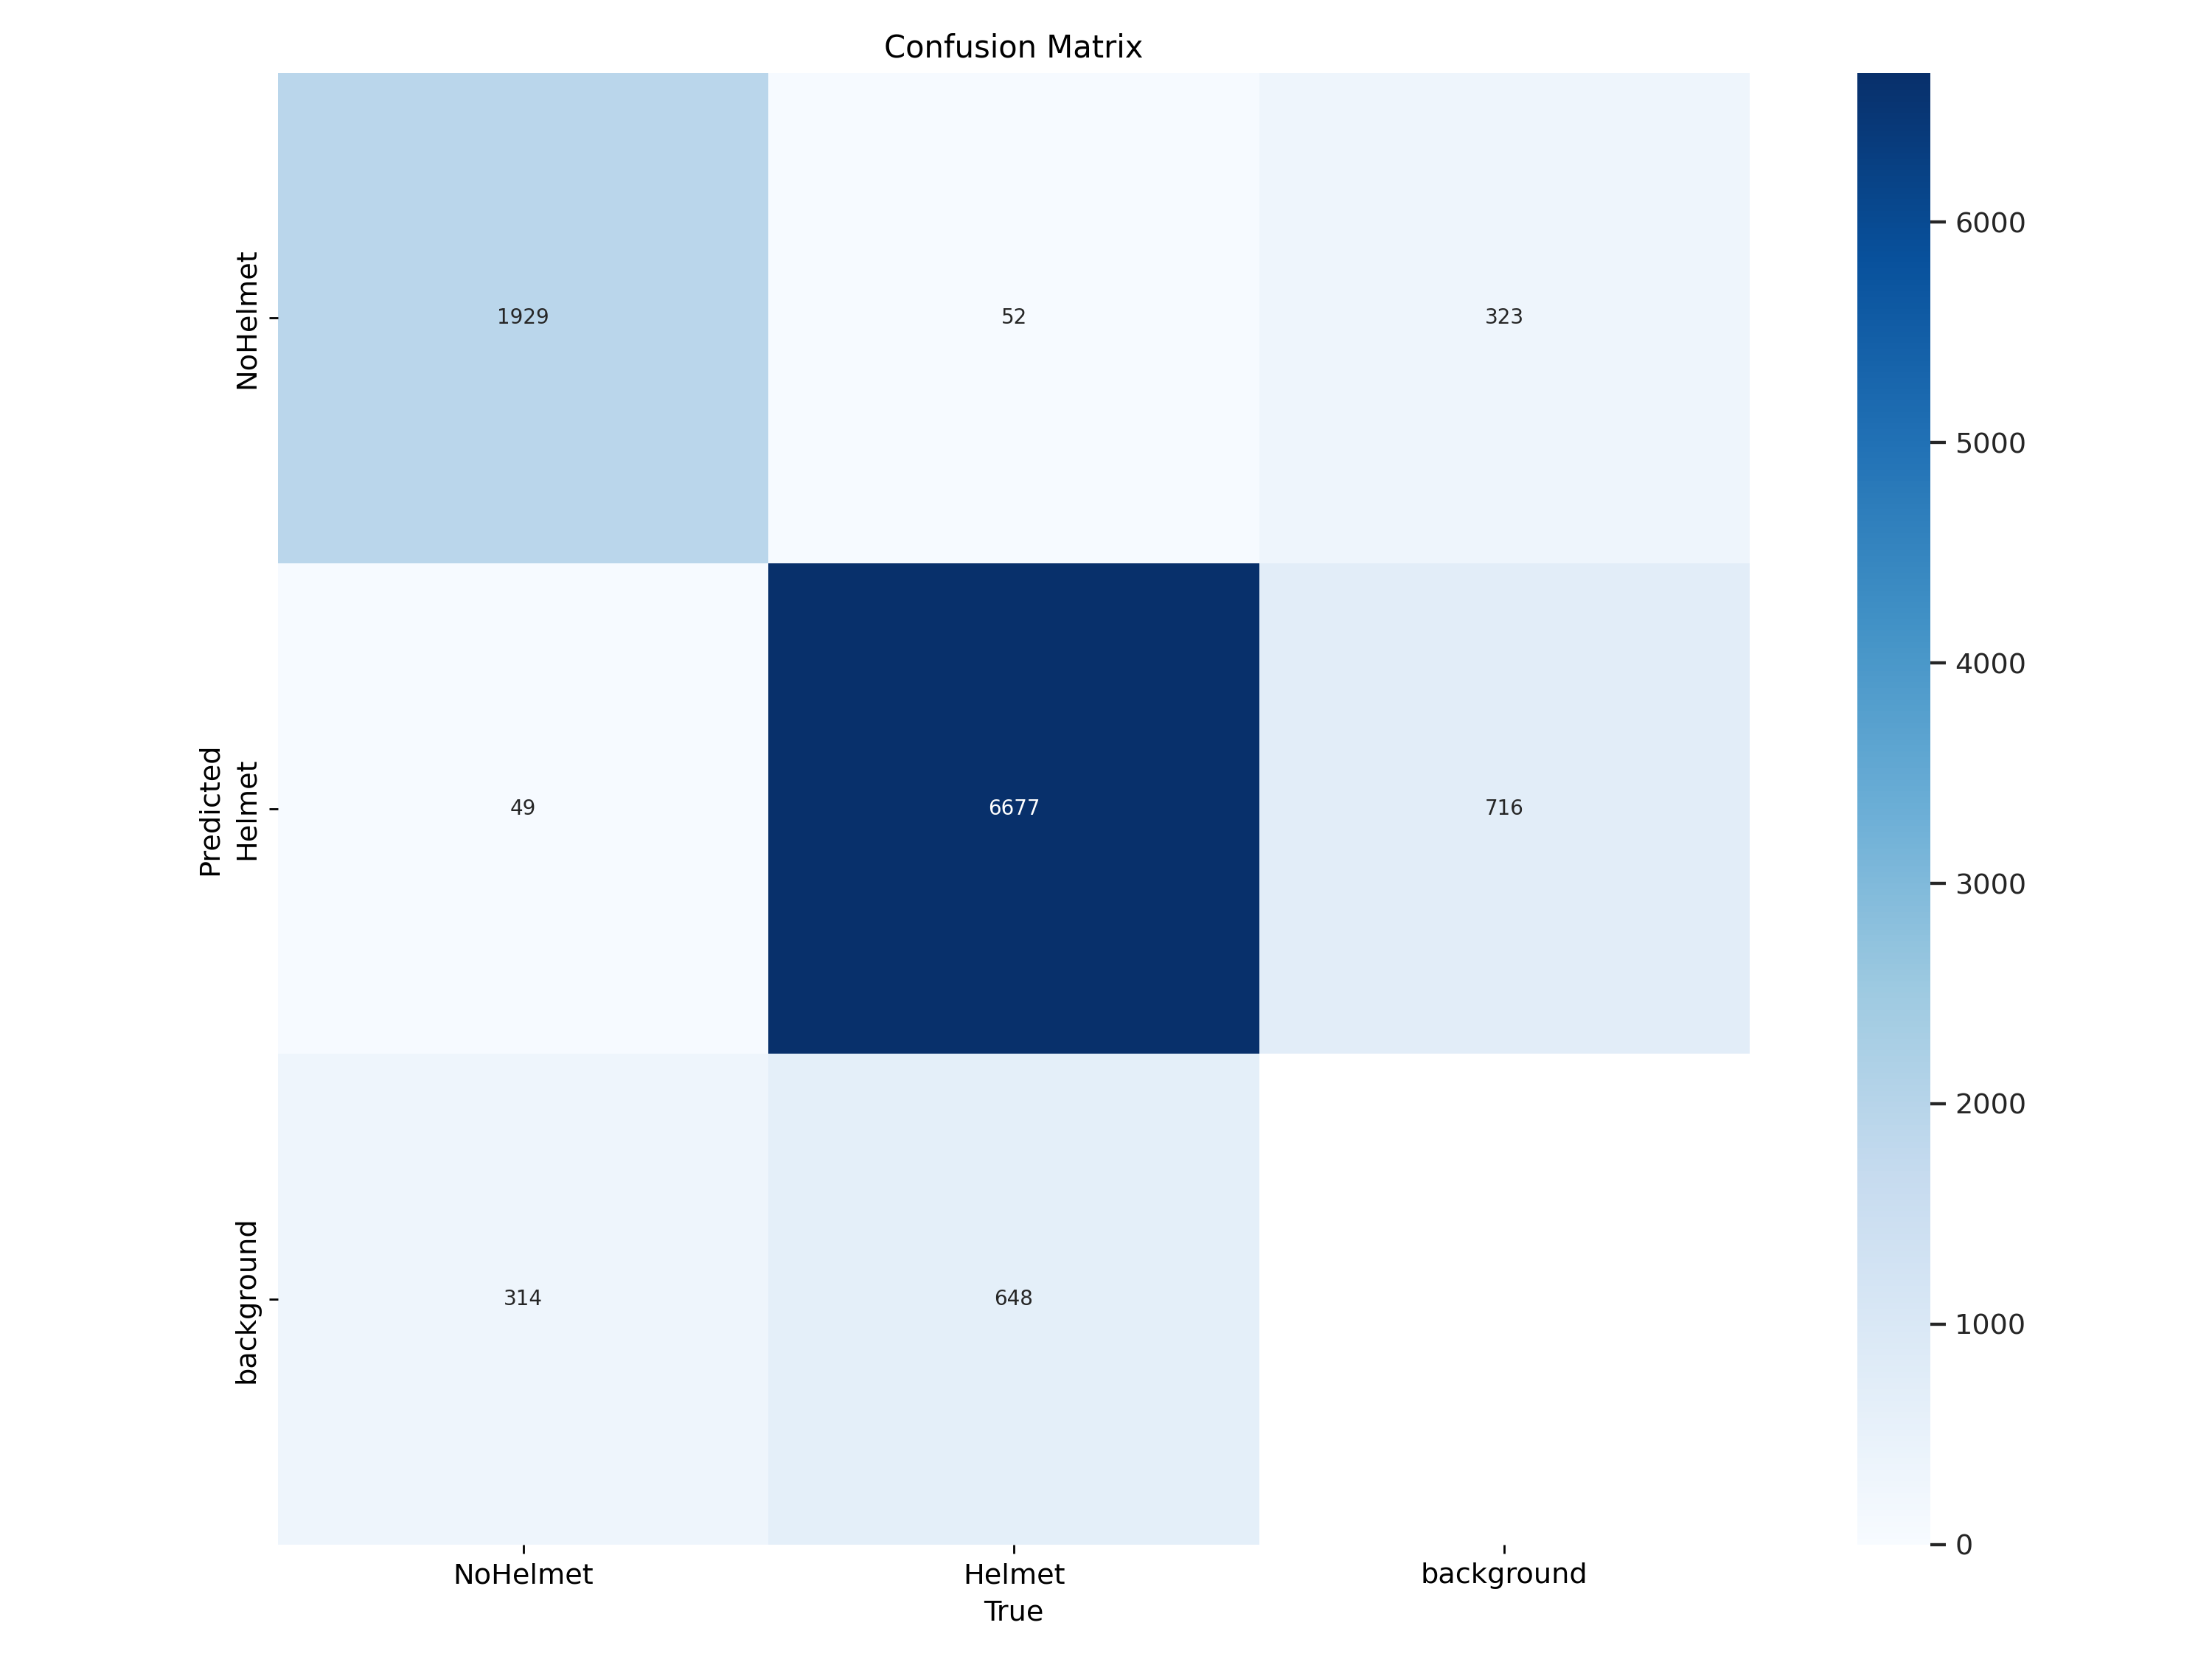 Confusion Matrix
NoHelmet
1929
52
323
6000
5000
Predicted
Helmet
49
6677
716
4000
3000
background
314
648
2000
1000
0
NoHelmet
Helmet
background
True